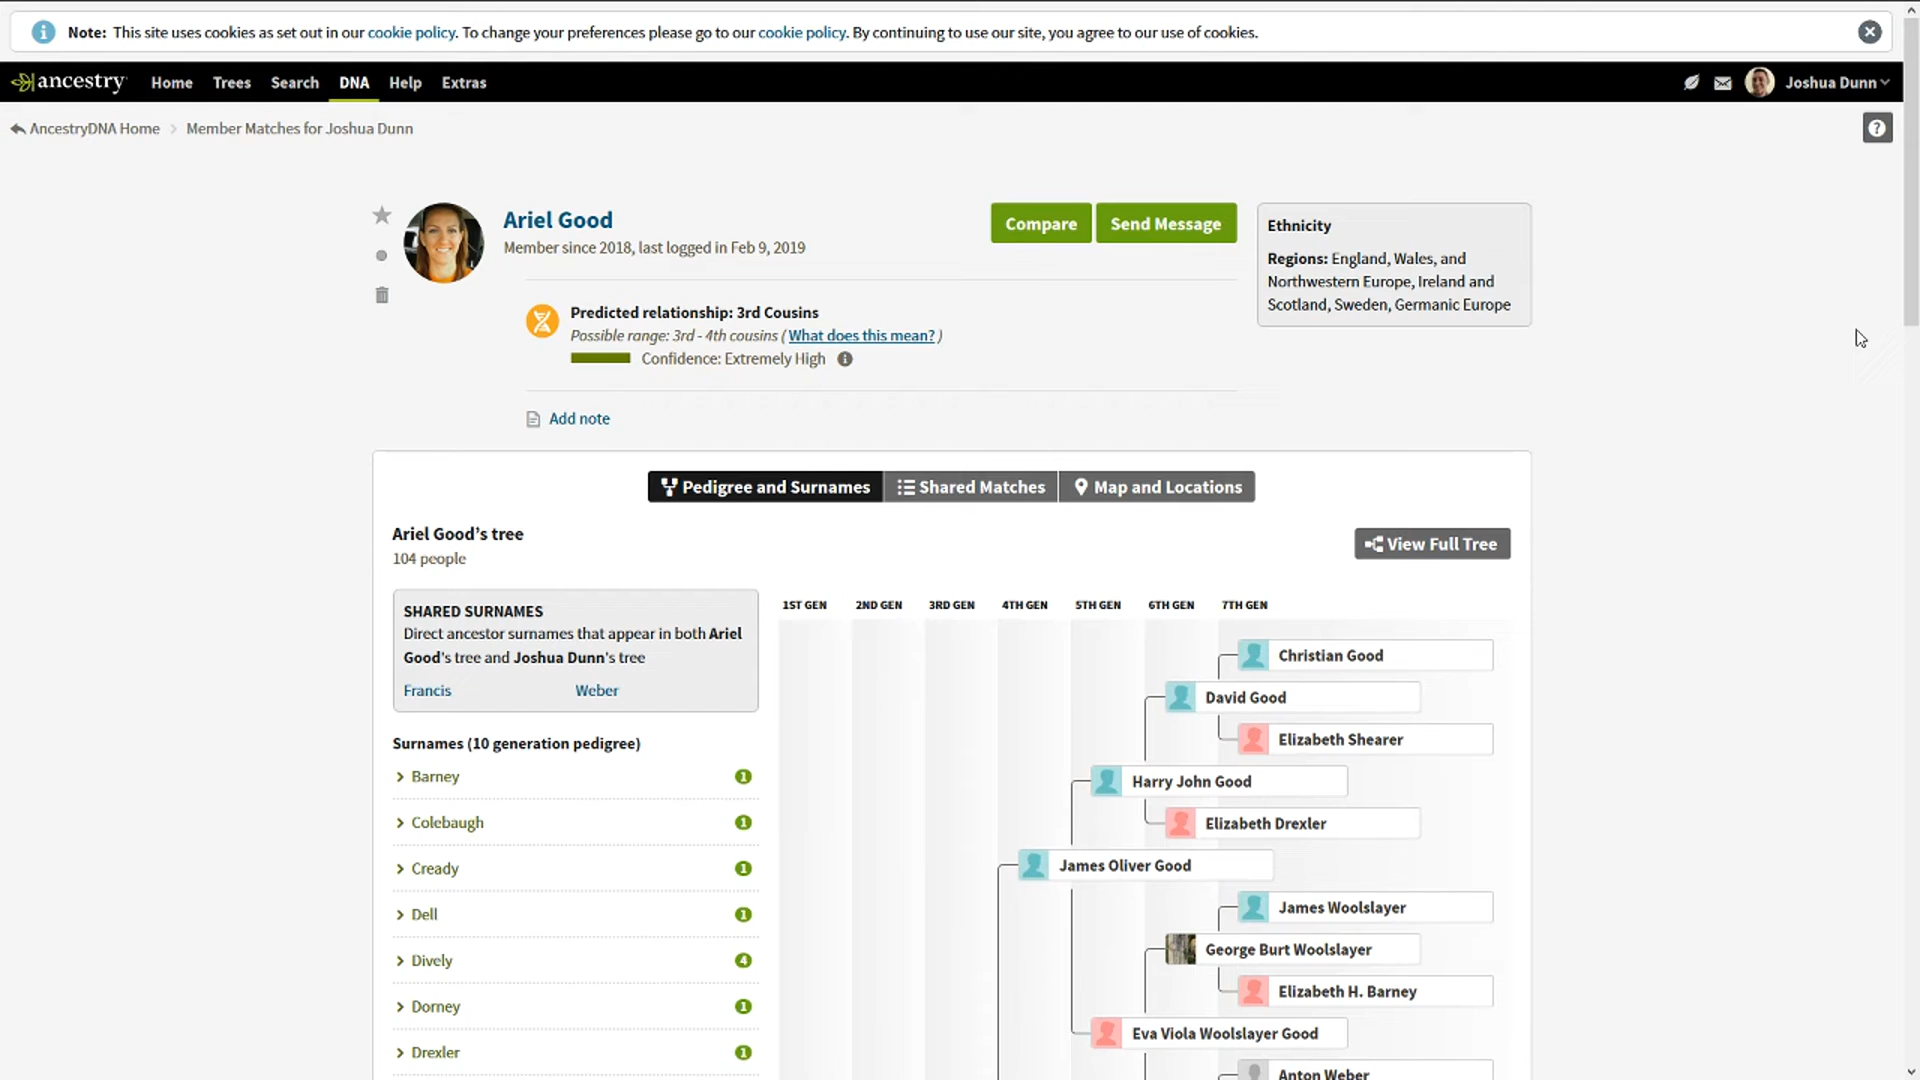 Note: This site uses cookies as set out in our cookie policy. To change your preferences please go to our cookie policy. By continuing to use our site, you agree to our use of cookies.
ancestry Home Trees Search DNA Help Extras Joshua Dunn
AncestryDNA Home Member Matches for Joshua Dunn ?
Ariel Good
Member since 2018, last logged in Feb 9, 2019
Compare Send Message
Predicted relationship: 3rd Cousins
Possible range: 3rd - 4th cousins ( What does this mean? )
Confidence: Extremely High
Add note
Ethnicity
Regions: England, Wales, and
Northwestern Europe, Ireland and
Scotland, Sweden, Germanic Europe
Pedigree and Surnames Shared Matches Map and Locations
Ariel Good's tree
104 people
View Full Tree
SHARED SURNAMES
Direct ancestor surnames that appear in both Ariel
Good's tree and Joshua Dunn's tree
Francis Weber
Surnames (10 generation pedigree)
Barney 1
Colebaugh 1
Cready 1
Dell 1
Dively 4
Dorney 1
Drexler 1
1ST GEN 2ND GEN 3RD GEN 4TH GEN 5TH GEN 6TH GEN 7TH GEN
Christian Good
David Good
Elizabeth Shearer
Harry John Good
Elizabeth Drexler
James Oliver Good
James Woolslayer
George Burt Woolslayer
Elizabeth H. Barney
Eva Viola Woolslayer Good
Anton Weber